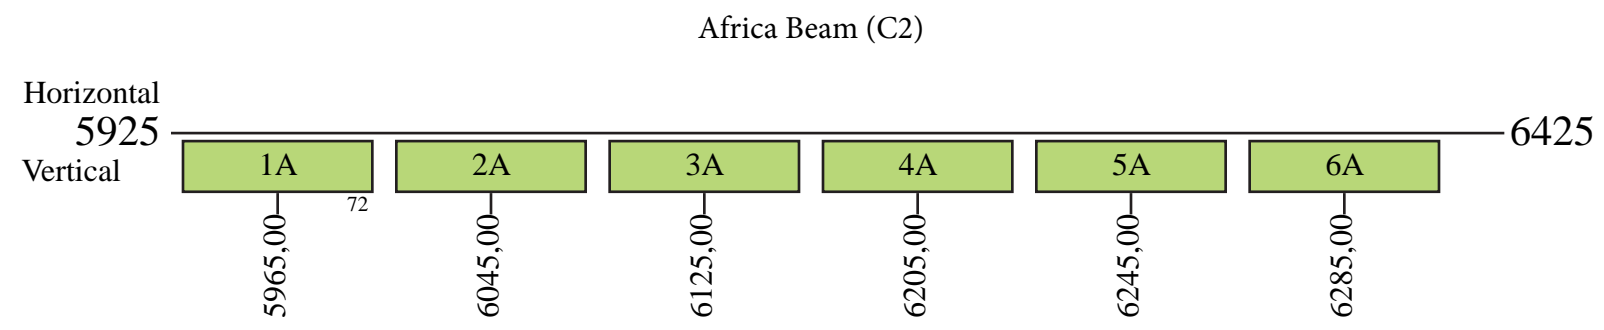 Africa Beam (C2)
Horizontal
5925
6425
Vertical
1A
2A
3A
4A
5A
6A
72
5965,00
6045,00
6125,00
6205,00
6245,00
6285,00